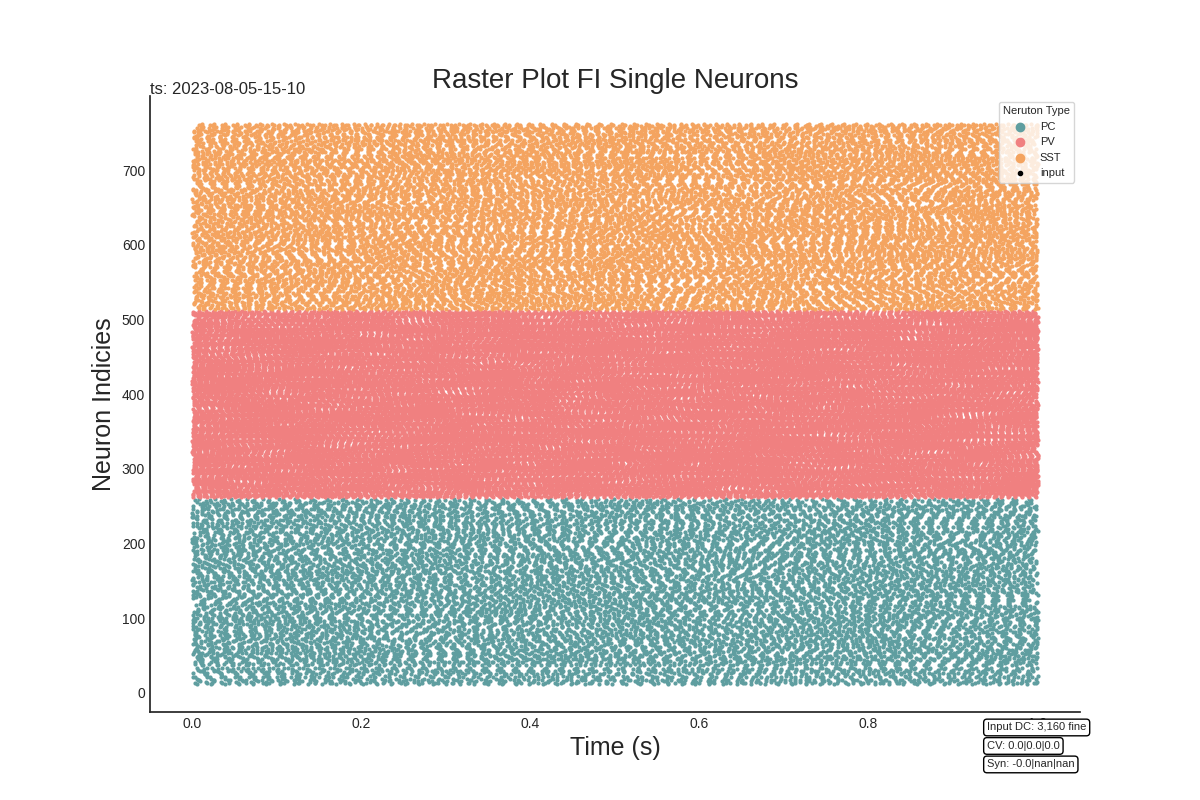 Raster Plot FI Single Neurons
ts: 2023-08-05-15-10
Neruton Type
PC
PV
SST
input
Neuron Indicies
700
600
500
400
300
200
100
0
0.0
0.2
0.4
0.6
0.8
Time (s)
Input DC: 3,160 fine
CV: 0.0|0.0|0.0
Syn: -0.0|nan|nan